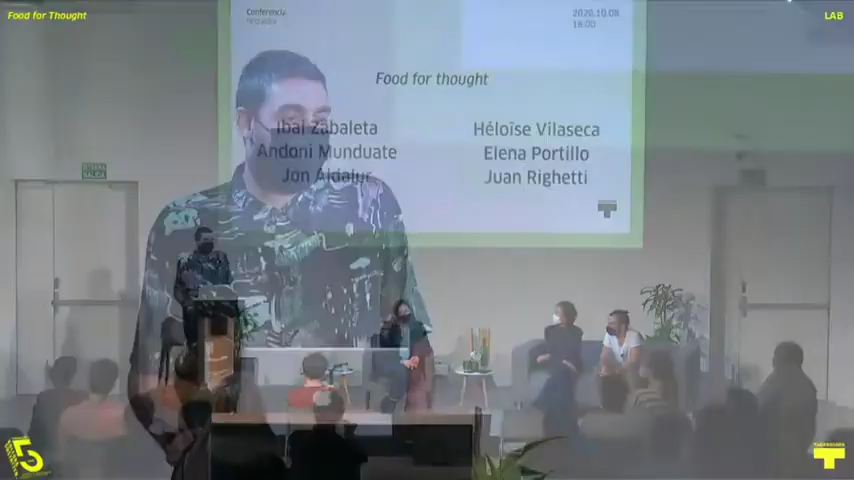 Food for Thought
LAB
Conferencia
2020.10.08
18:00
Food for thought
Ibai Zabaleta
Andoni Munduate
Jon Aldalur
Héloïse Vilaseca
Elena Portillo
Juan Righetti
5